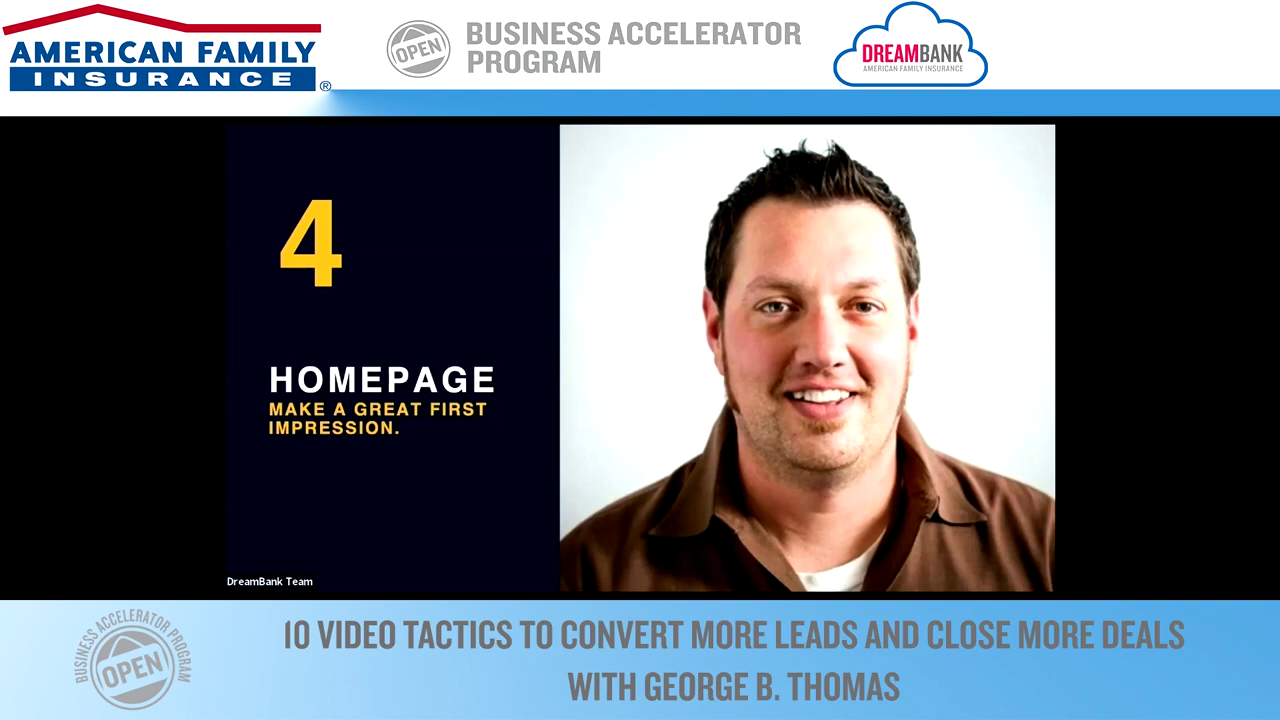 AMERICAN FAMILY
INSURANCE ®
OPEN
BUSINESS ACCELERATOR
PROGRAM
DREAMBANK
AMERICAN FAMILY INSURANCE
4
HOMEPAGE
MAKE A GREAT FIRST
IMPRESSION.
DreamBank Team
BUSINESS ACCELERATOR PROGRAM
OPEN
10 VIDEO TACTICS TO CONVERT MORE LEADS AND CLOSE MORE DEALS
WITH GEORGE B. THOMAS